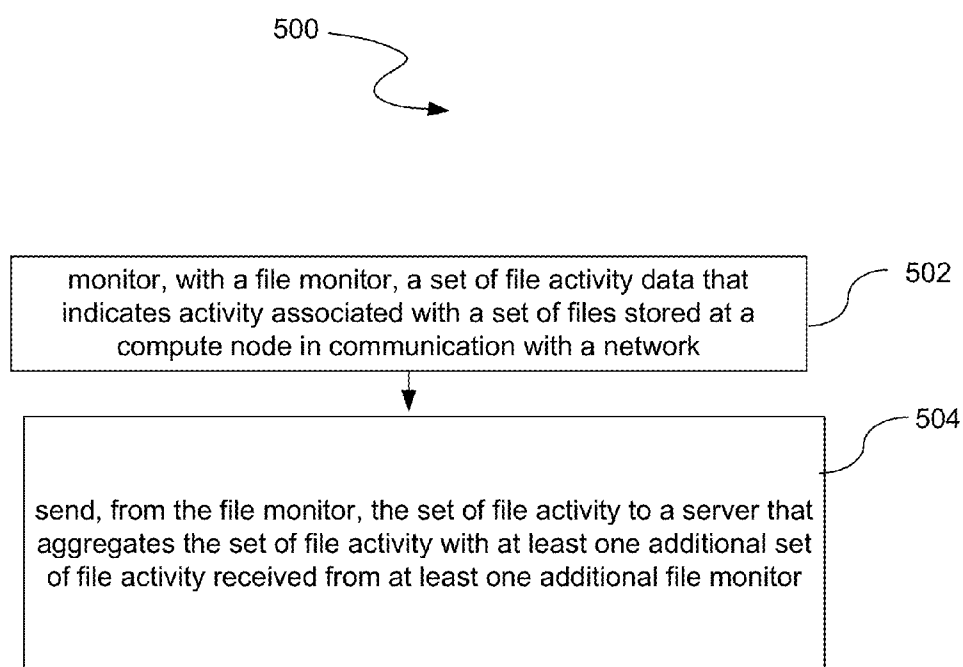 500
monitor, with a file monitor, a set of file activity data that
indicates activity associated with a set of files stored at a
compute node in communication with a network
502
504
send, from the file monitor, the set of file activity to a server that
aggregates the set of file activity with at least one additional set
of file activity received from at least one additional file monitor